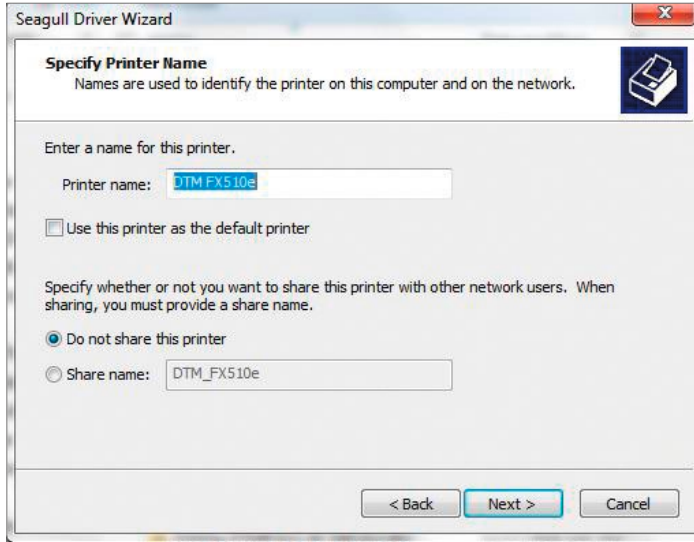 Seagull Driver Wizard
Specify Printer Name
Names are used to identify the printer on this computer and on the network.
Enter a name for this printer.
Printer name: DTM FX510e
Use this printer as the default printer
Specify whether or not you want to share this printer with other network users. When
sharing, you must provide a share name.
Do not share this printer
Share name: DTM_FX510e
< Back Next > Cancel